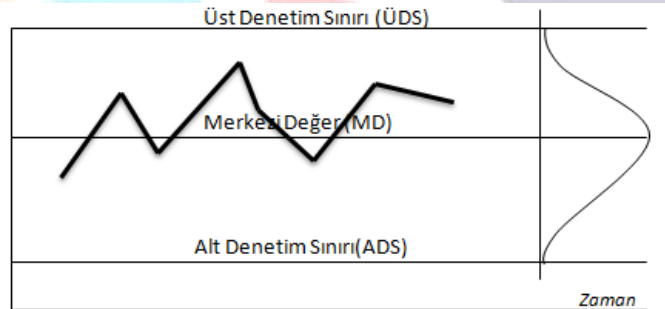 Üst Denetim Sınırı (ÜDS)
Merkezi Değer (MD)
Alt Denetim Sınırı(ADS)
Zaman